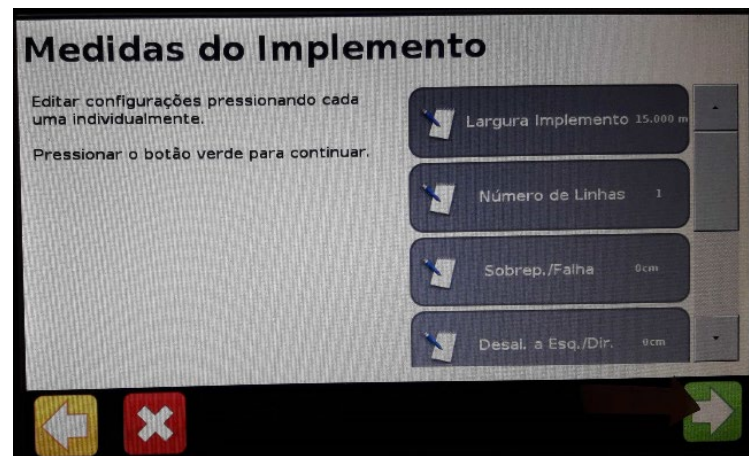 Medidas do Implemento
Editar configurações pressionando cada
uma individualmente.
Pressionar o botão verde para continuar.
Largura Implemento 15.000 m
Número de Linhas 1
Sobrep./Falha 0cm
Desal. a Esq./Dir. 0cm